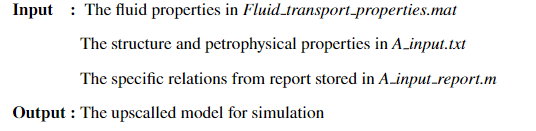 Input : The fluid properties in Fluid_transport_properties.mat
The structure and petrophysical properties in A_input.txt
The specific relations from report stored in A_input_report.m
Output : The upscalled model for simulation